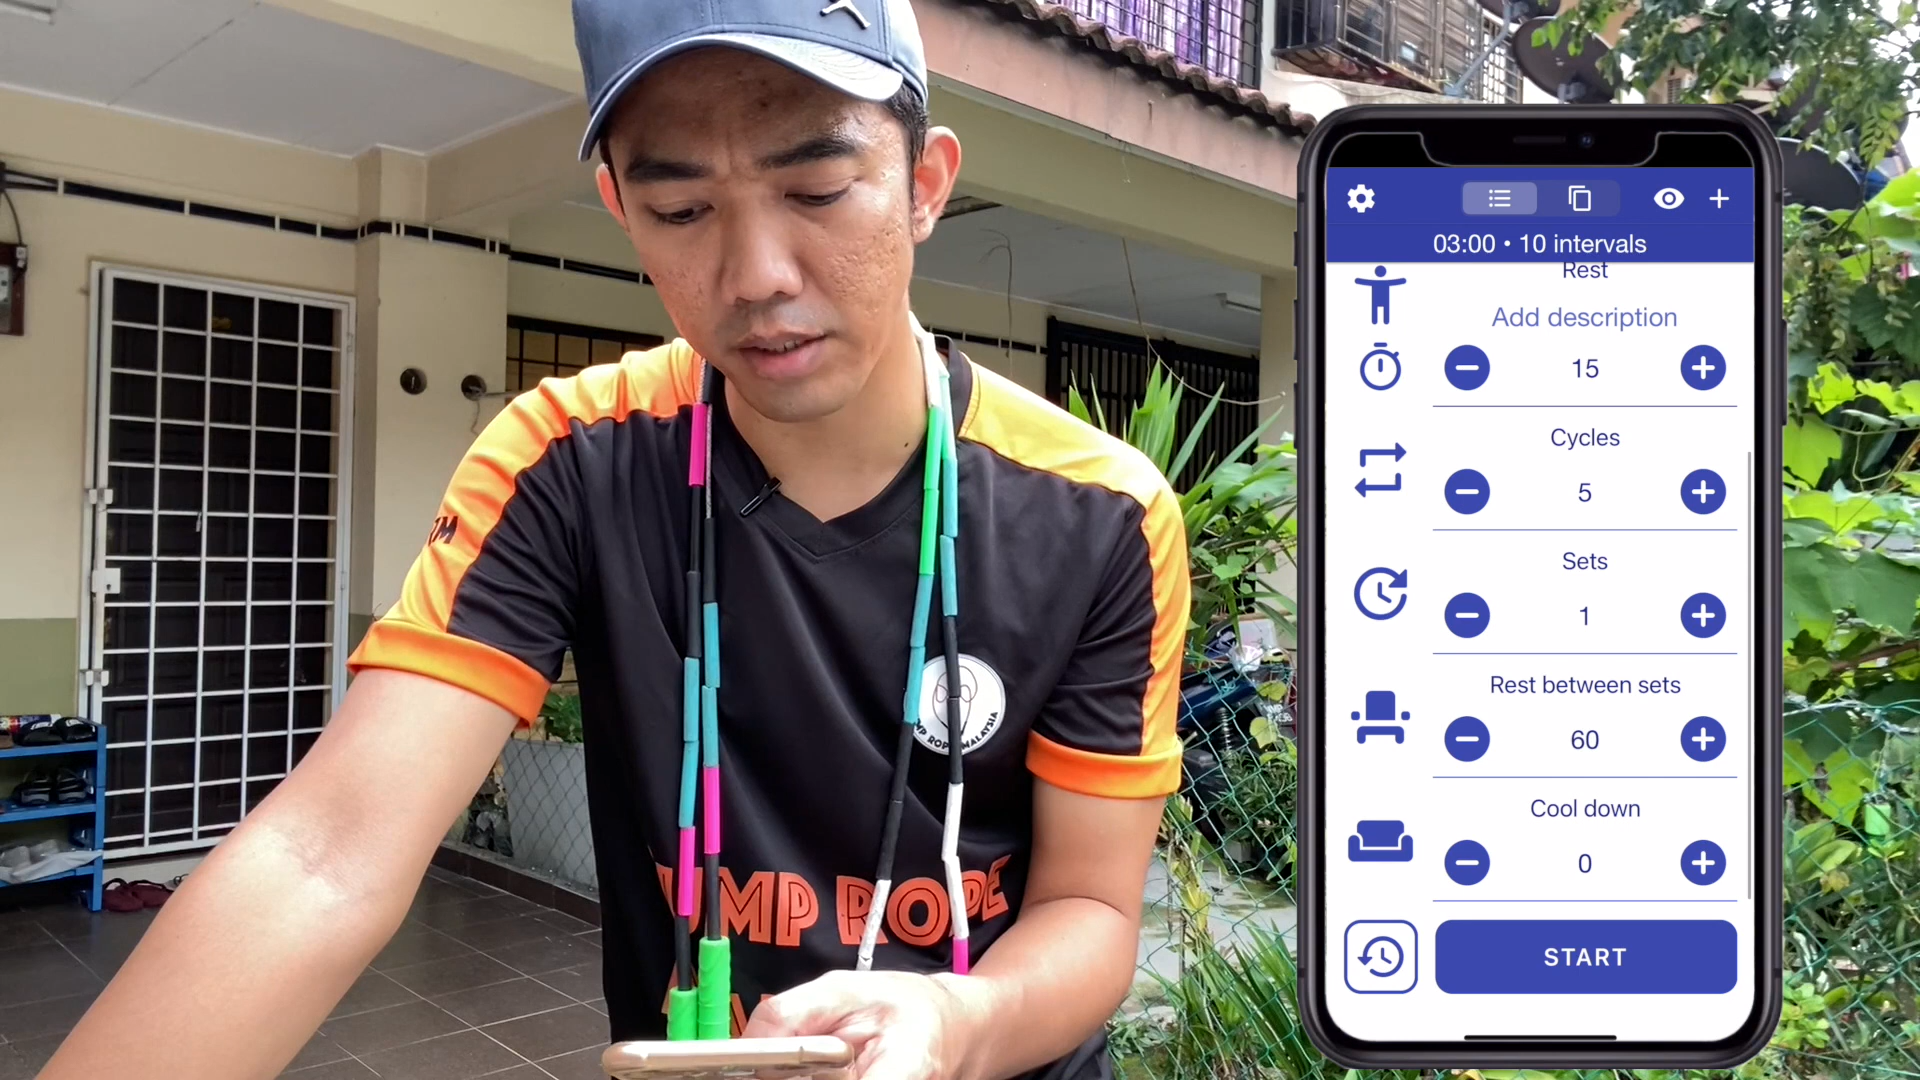 03:00 • 10 intervals
Rest
Add description
15
Cycles
5
Sets
1
Rest between sets
60
Cool down
0
START
JUMP ROPE